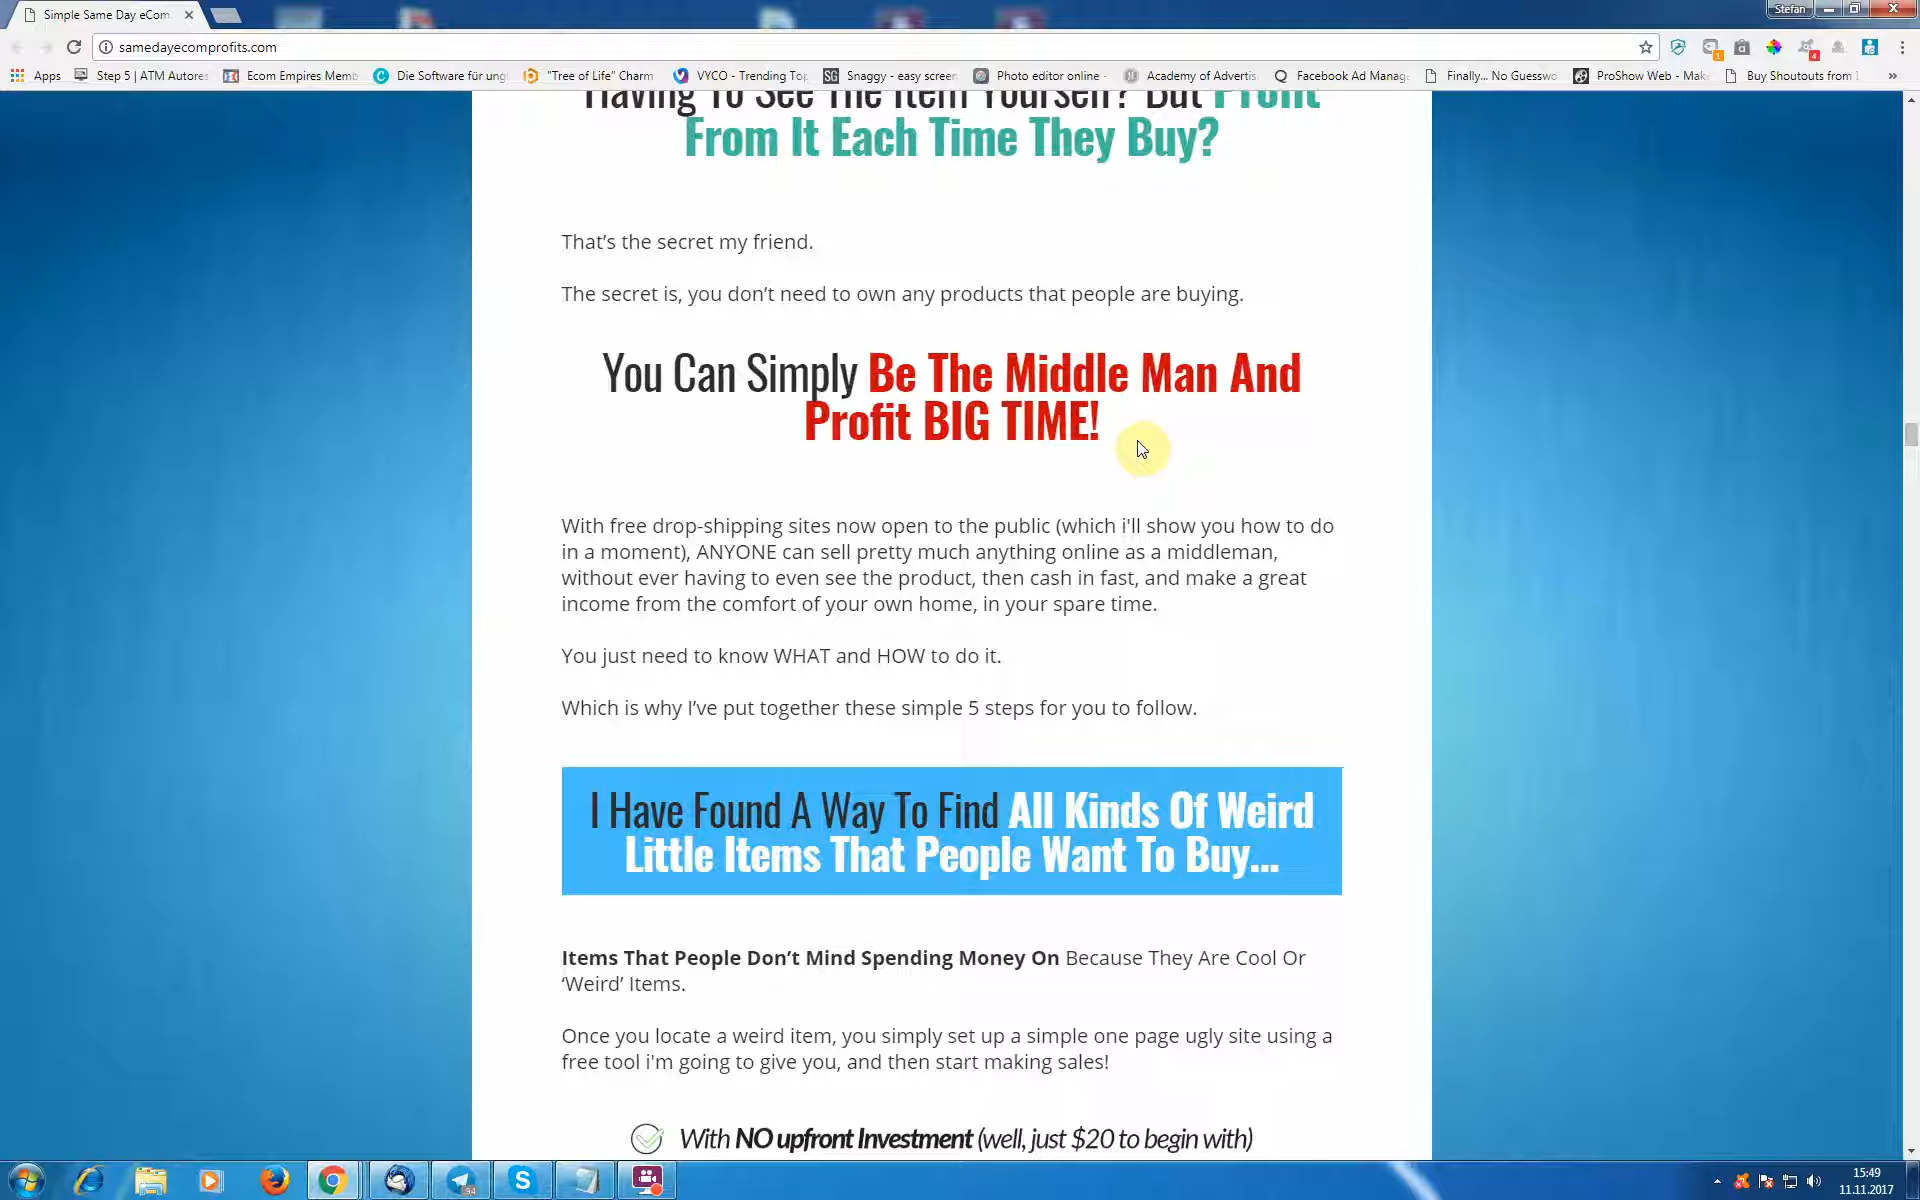 Simple Same Day eCom
Stefan
samedayecomprofits.com
Apps
Step 5 | ATM Autores
Ecom Empires Memb
Die Software für ung
"Tree of Life" Charm
VYCO - Trending Top
Snaggy - easy screen
Photo editor online -
Academy of Advertis
Facebook Ad Manag
Finally... No Guesswo
ProShow Web - Mak
Buy Shoutouts from
Having To See The Item Yourself? But Profit
From It Each Time They Buy?
That's the secret my friend.
The secret is, you don't need to own any products that people are buying.
You Can Simply Be The Middle Man And
Profit BIG TIME!
With free drop-shipping sites now open to the public (which i'll show you how to do
in a moment), ANYONE can sell pretty much anything online as a middleman,
without ever having to even see the product, then cash in fast, and make a great
income from the comfort of your own home, in your spare time.
You just need to know WHAT and HOW to do it.
Which is why I've put together these simple 5 steps for you to follow.
I Have Found A Way To Find All Kinds Of Weird
Little Items That People Want To Buy...
Items That People Don't Mind Spending Money On Because They Are Cool Or
'Weird' Items.
Once you locate a weird item, you simply set up a simple one page ugly site using a
free tool i'm going to give you, and then start making sales!
With NO upfront Investment (well, just $20 to begin with)
94
15:49
11.11.2017